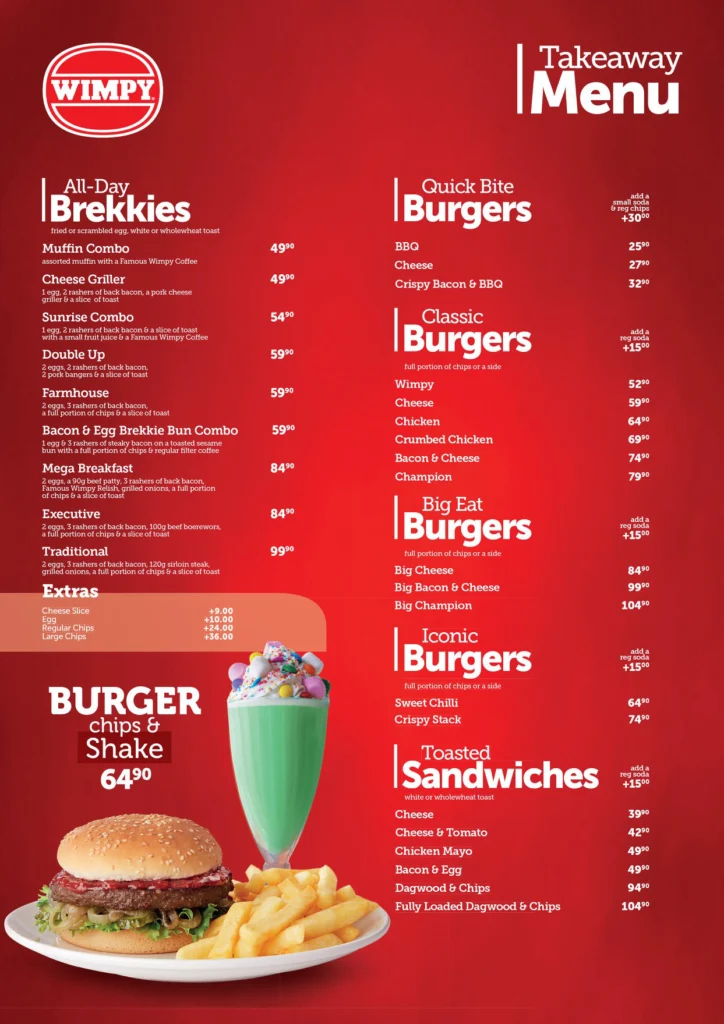 WIMPY
Takeaway
Menu
All-Day
Brekkies
fried or scrambled egg, white or wholewheat toast
Muffin Combo 49⁹⁰
assorted muffin with a Famous Wimpy Coffee
Cheese Griller 49⁹⁰
1 egg, 2 rashers of back bacon, a pork cheese
griller & a slice of toast
Sunrise Combo 54⁹⁰
1 egg, 2 rashers of back bacon & a slice of toast
with a small fruit juice & a Famous Wimpy Coffee
Double Up 59⁹⁰
2 eggs, 2 rashers of back bacon,
2 pork bangers & a slice of toast
Farmhouse 59⁹⁰
2 eggs, 3 rashers of back bacon,
a full portion of chips & a slice of toast
Bacon & Egg Brekkie Bun Combo 59⁹⁰
1 egg & 3 rashers of steaky bacon on a toasted sesame
bun with a full portion of chips & regular filter coffee
Mega Breakfast 84⁹⁰
2 eggs, a 90g beef patty, 3 rashers of back bacon,
Famous Wimpy Relish, grilled onions, a full portion
of chips & a slice of toast
Executive 84⁹⁰
2 eggs, 3 rashers of back bacon, 100g beef boerewors,
a full portion of chips & a slice of toast
Traditional 99⁹⁰
2 eggs, 3 rashers of back bacon, 120g sirloin steak,
grilled onions, a full portion of chips & a slice of toast
Extras
Cheese Slice +9.00
Egg +10.00
Regular Chips +24.00
Large Chips +36.00
BURGER
chips &
Shake
64⁹⁰
Quick Bite
Burgers
add a
small soda
& reg chips
+30⁰⁰
BBQ 25⁹⁰
Cheese 27⁹⁰
Crispy Bacon & BBQ 32⁹⁰
Classic
Burgers
add a
reg soda
+15⁰⁰
full portion of chips or a side
Wimpy 52⁹⁰
Cheese 59⁹⁰
Chicken 64⁹⁰
Crumbed Chicken 69⁹⁰
Bacon & Cheese 74⁹⁰
Champion 79⁹⁰
Big Eat
Burgers
add a
reg soda
+15⁰⁰
full portion of chips or a side
Big Cheese 84⁹⁰
Big Bacon & Cheese 99⁹⁰
Big Champion 104⁹⁰
Iconic
Burgers
add a
reg soda
+15⁰⁰
full portion of chips or a side
Sweet Chilli 64⁹⁰
Crispy Stack 74⁹⁰
Toasted
Sandwiches
add a
reg soda
+15⁰⁰
white or wholewheat toast
Cheese 39⁹⁰
Cheese & Tomato 42⁹⁰
Chicken Mayo 49⁹⁰
Bacon & Egg 49⁹⁰
Dagwood & Chips 94⁹⁰
Fully Loaded Dagwood & Chips 104⁹⁰